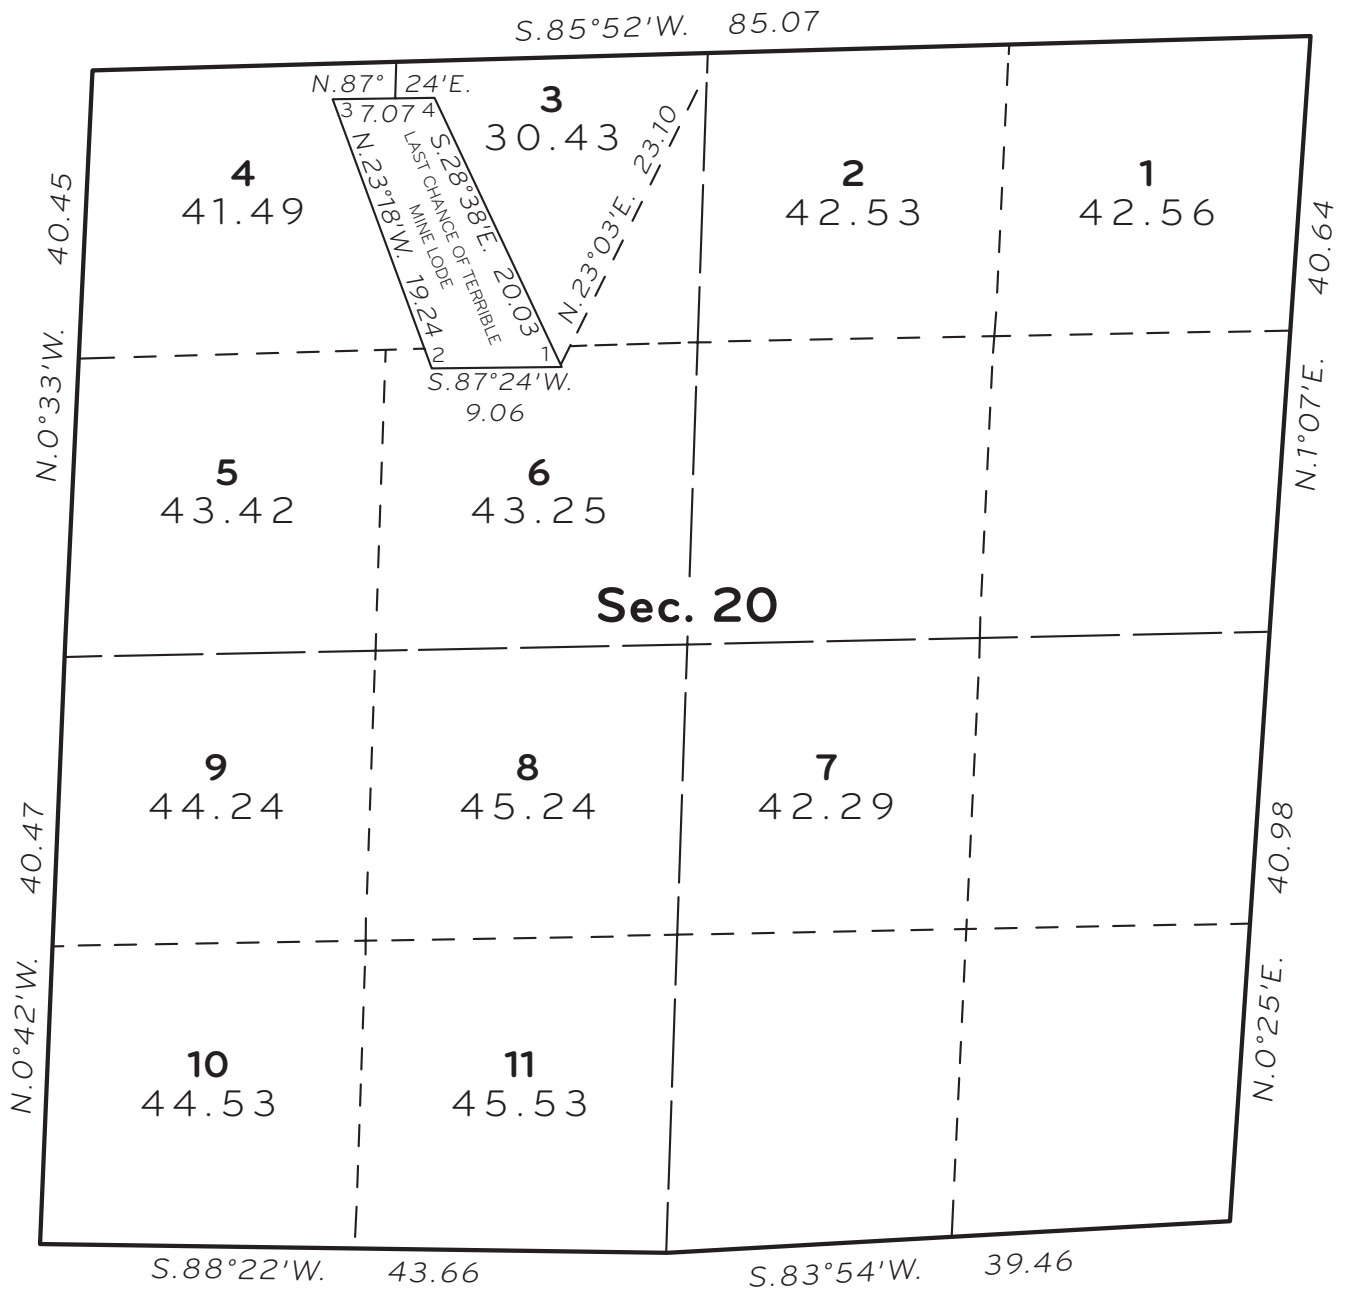 S.85°52'W. 85.07
N.87° 24'E.
3 7.07 4
3
30.43
N.23°18'W. 19.24
LAST CHANCE OF TERRIBLE
MINE LODE
S.28°38'E. 20.03
N.23°03'E. 23.10
4
41.49
2
42.53
1
42.56
N.0°33'W. 40.45
N.1°07'E. 40.64
2 1
S.87°24'W.
9.06
5
43.42
6
43.25
Sec. 20
9
44.24
8
45.24
7
42.29
N.0°42'W. 40.47
N.0°25'E. 40.98
10
44.53
11
45.53
S.88°22'W. 43.66
S.83°54'W. 39.46